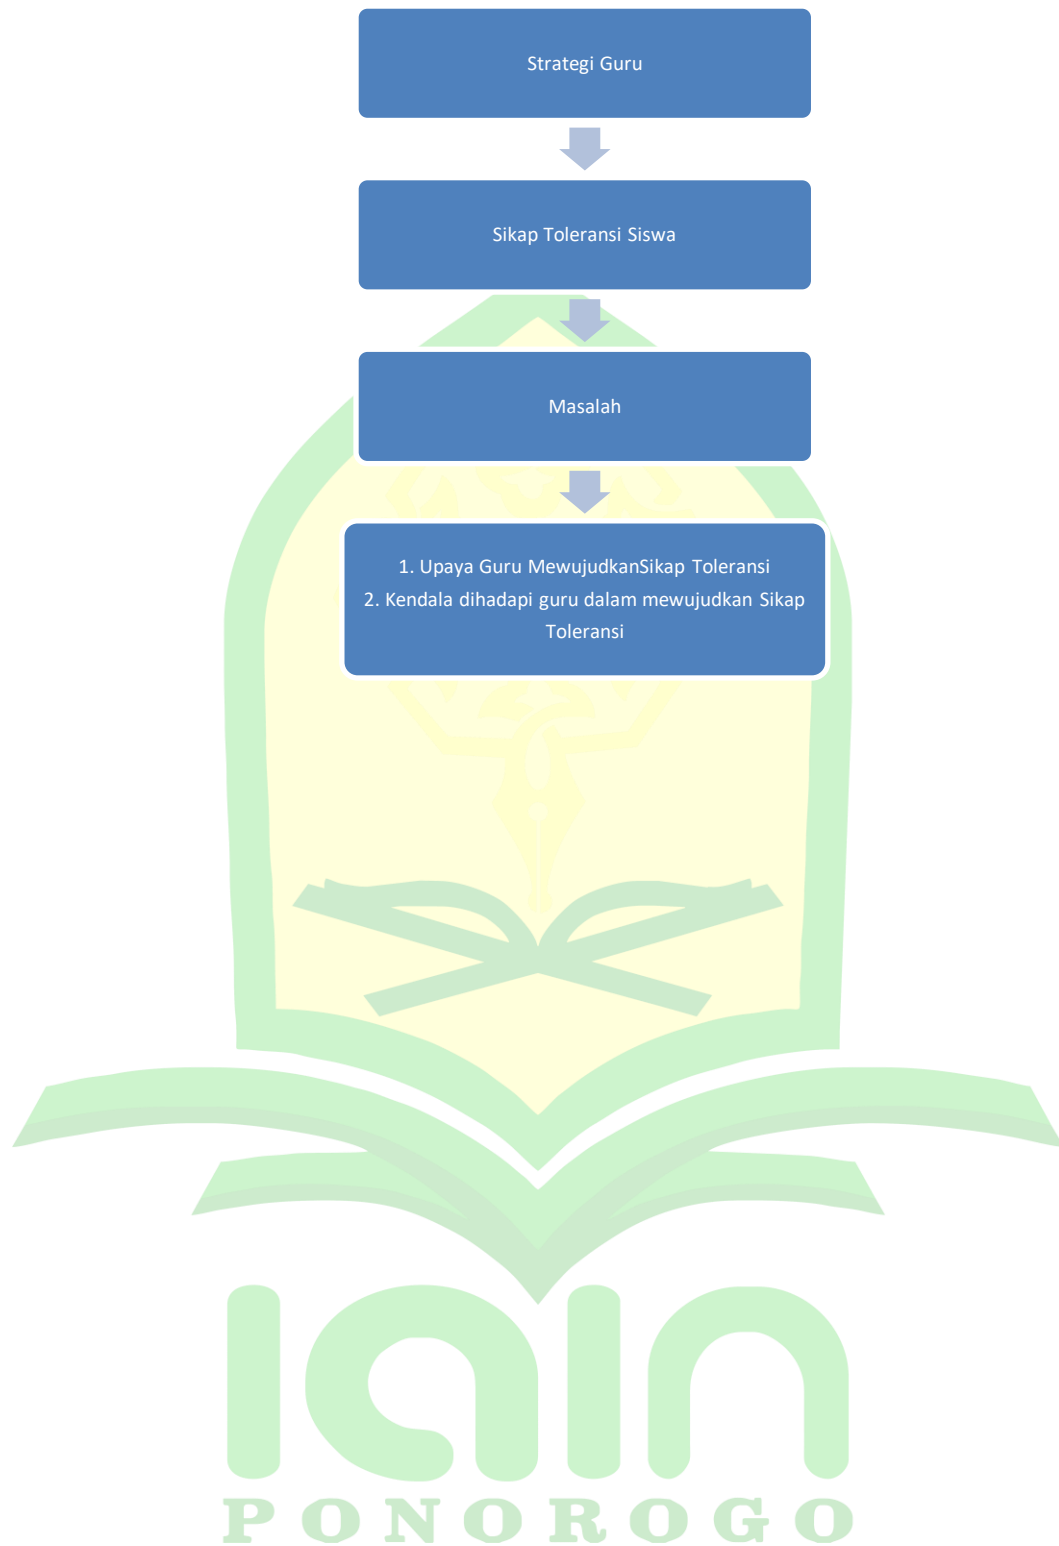 Strategi Guru
Sikap Toleransi Siswa
Masalah
1. Upaya Guru MewujudkanSikap Toleransi
2. Kendala dihadapi guru dalam mewujudkan Sikap
Toleransi
iain
PONOROGO